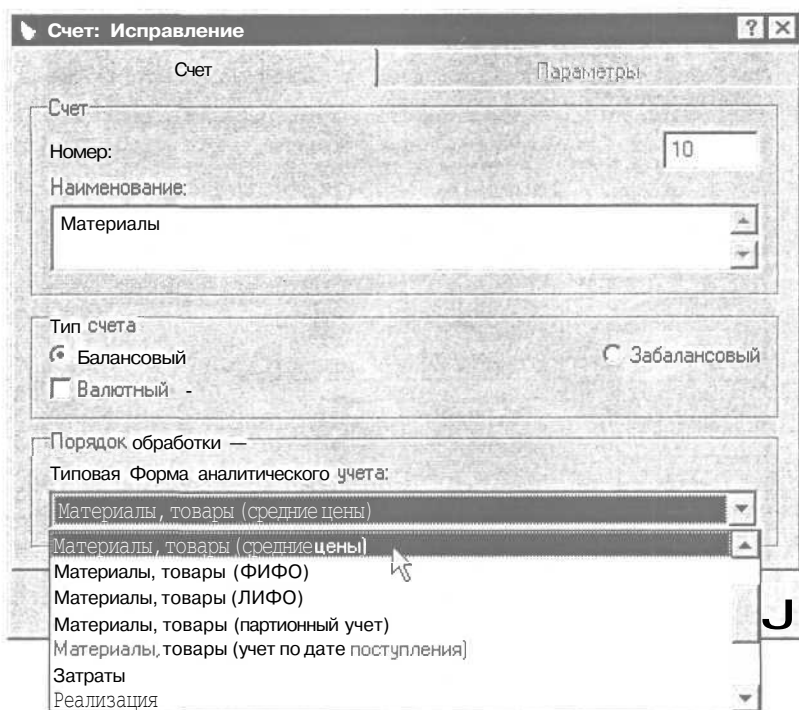 Счет: Исправление
Счет Параметры
Счет
Номер: 10
Наименование:
Материалы
Тип счета
Балансовый Забалансовый
Валютный -
Порядок обработки —
Типовая Форма аналитического учета:
Материалы, товары (средние цены)
Материалы, товары (средние цены)
Материалы, товары (ФИФО)
Материалы, товары (ЛИФО)
Материалы, товары (партионный учет)
Материалы, товары (учет по дате поступления)
Затраты
Реализация